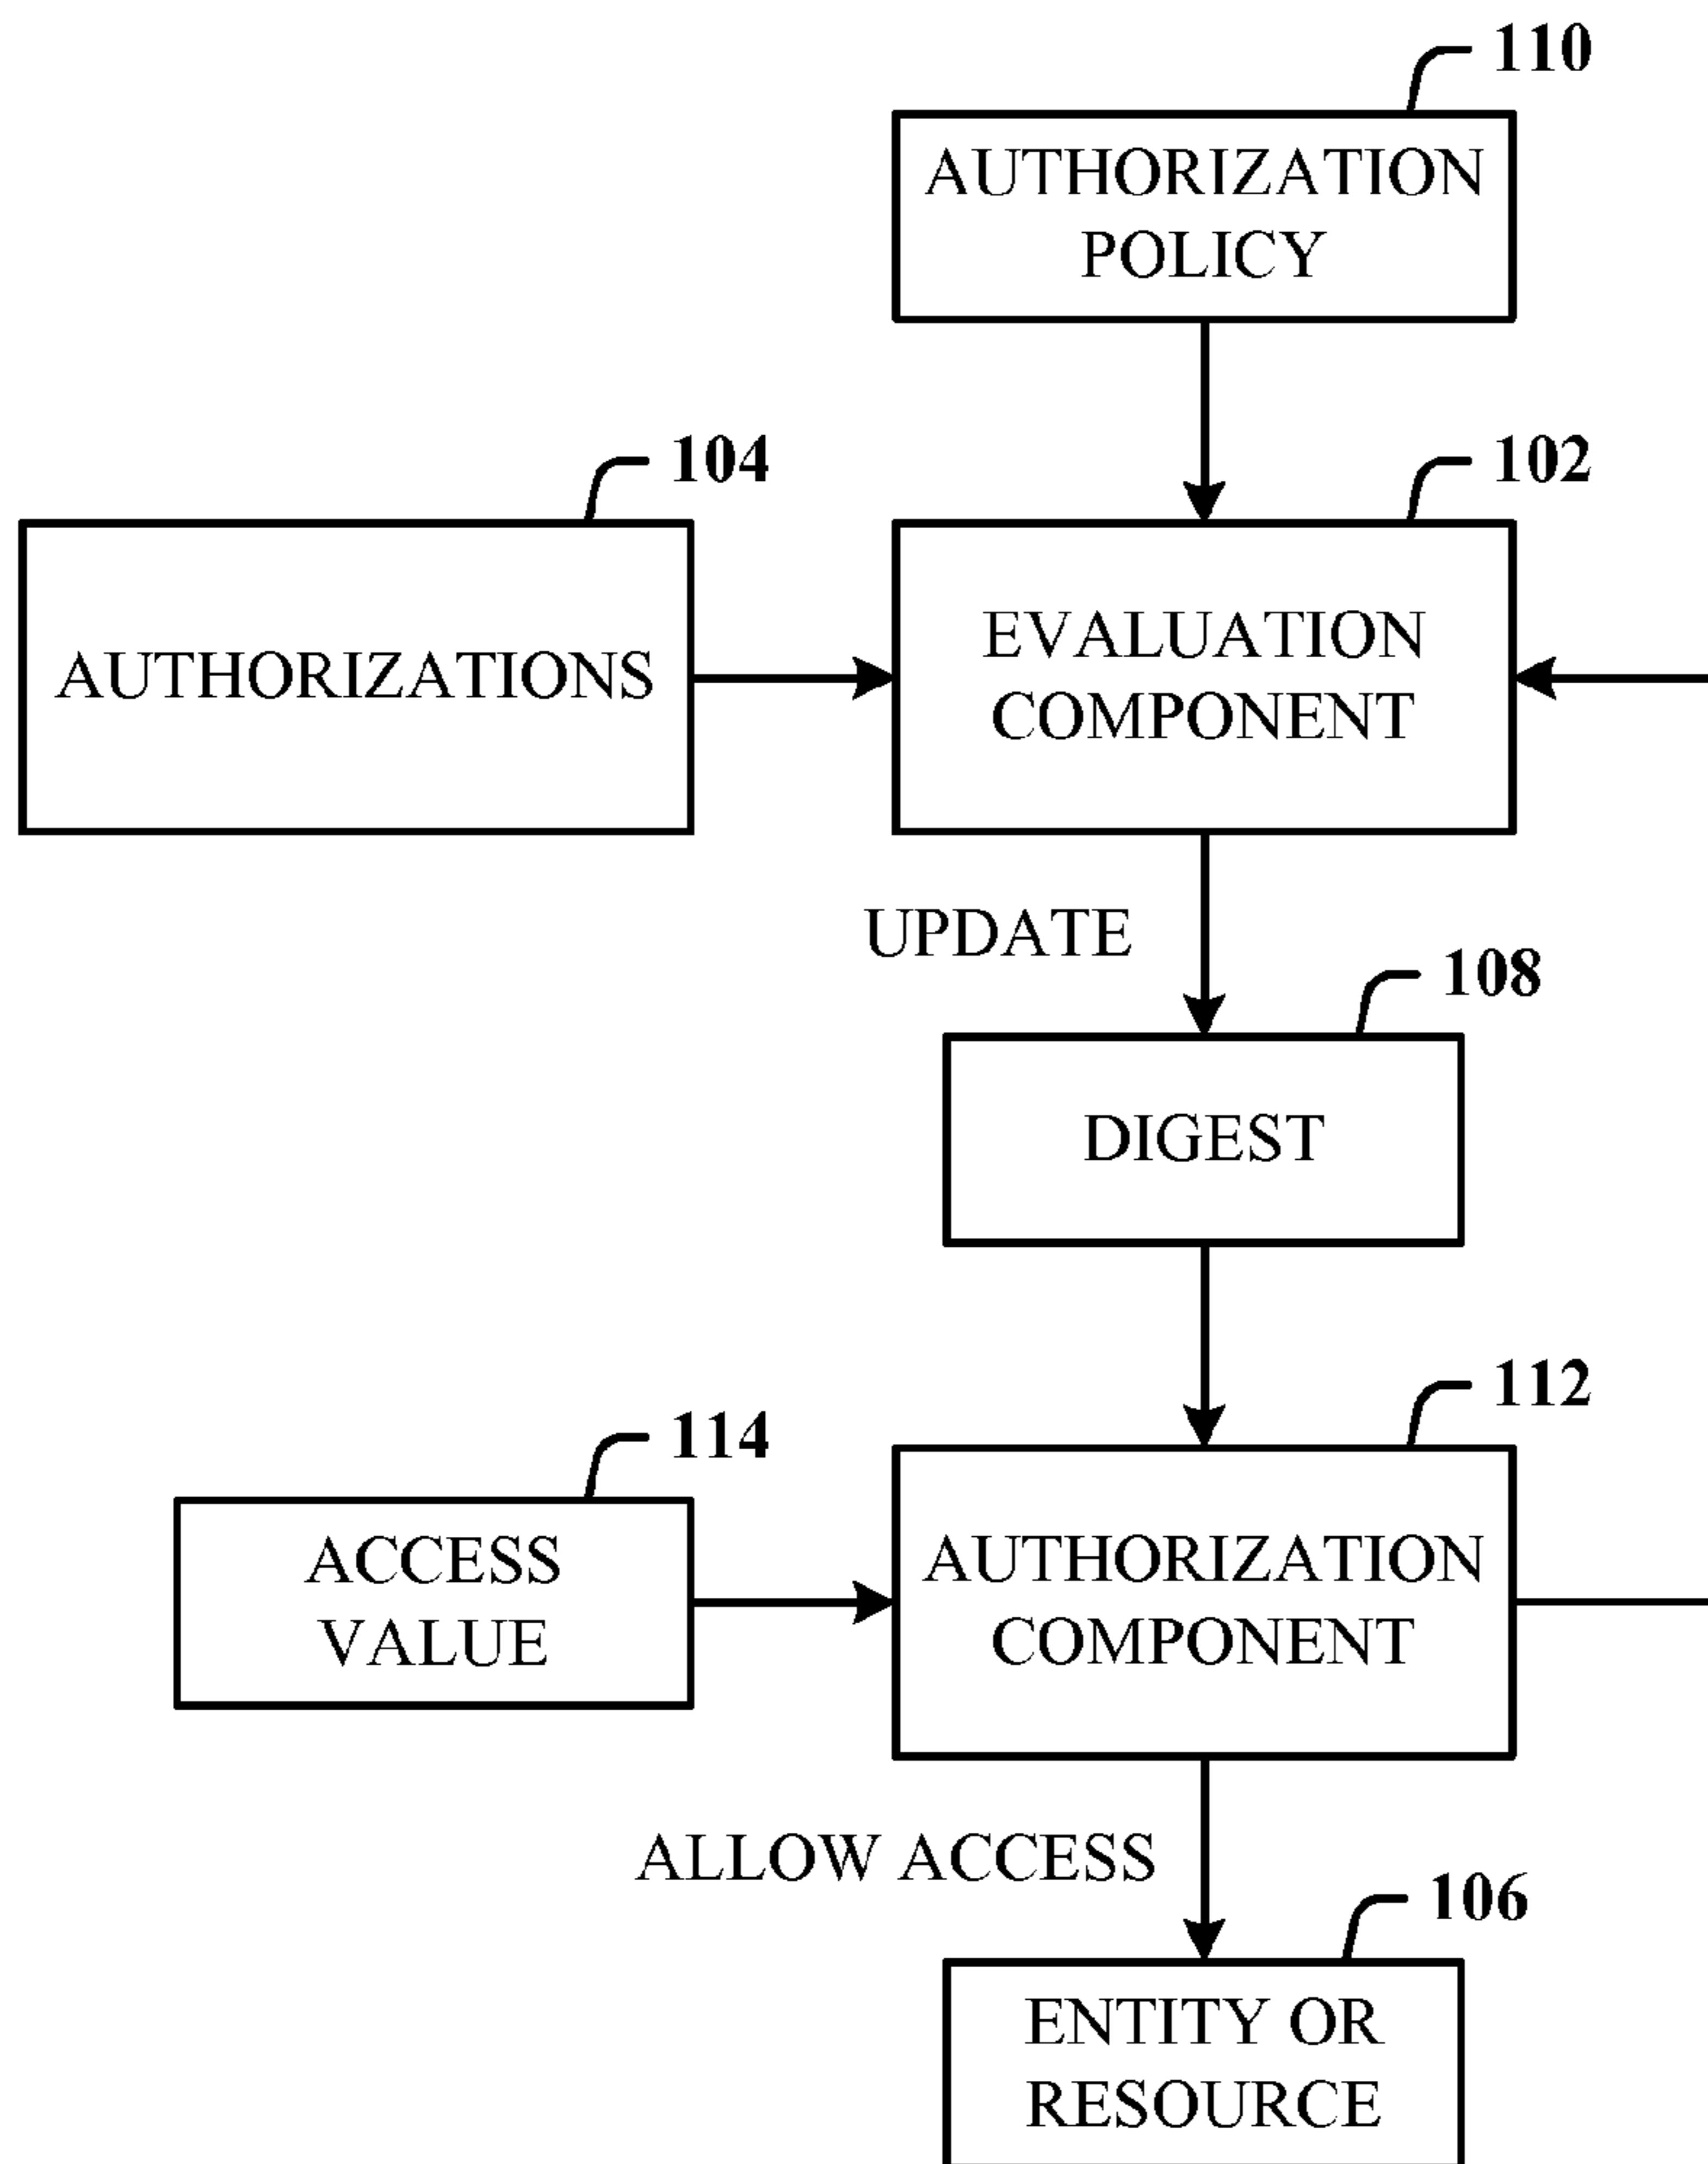 110
AUTHORIZATION
POLICY
104
102
AUTHORIZATIONS
EVALUATION
COMPONENT
UPDATE
108
DIGEST
112
114
ACCESS
VALUE
AUTHORIZATION
COMPONENT
ALLOW ACCESS
106
ENTITY OR
RESOURCE